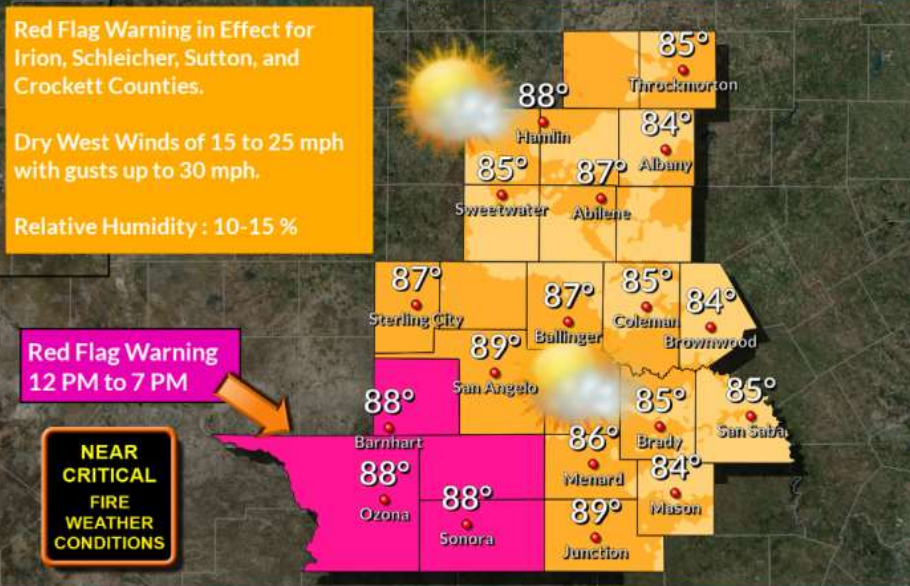 Red Flag Warning in Effect for
Irion, Schleicher, Sutton, and
Crockett Counties.
Dry West Winds of 15 to 25 mph
with gusts up to 30 mph.
Relative Humidity : 10-15 %
85°
Throckmorton
88°
Hamlin
84°
Albany
85°
Sweetwater
87°
Abilene
87°
Sterling City
87°
Ballinger
85°
Coleman
84°
Brownwood
Red Flag Warning
12 PM to 7 PM
89°
San Angelo
88°
Barnhart
85°
Brady
85°
San Saba
NEAR
CRITICAL
FIRE
WEATHER
CONDITIONS
88°
Ozona
88°
Sonora
86°
Menard
84°
Mason
89°
Junction